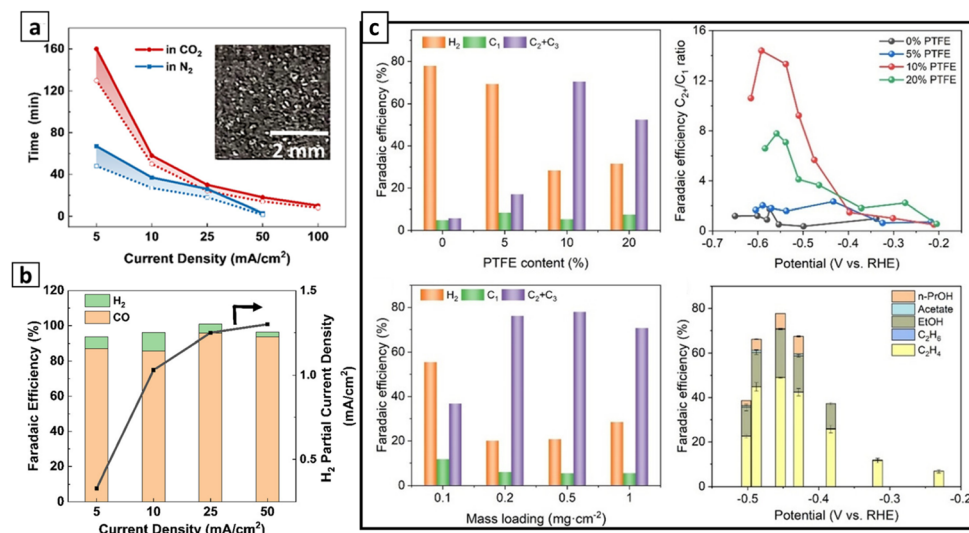 a
160
120
80
40
0
Time (min)
in CO₂
in N₂
2 mm
5 10 25 50 100
Current Density (mA/cm²)
b
120
100
80
60
40
20
0
Faradaic Efficiency (%)
H₂
CO
1.5
1.0
0.5
H₂ Partial Current Density
(mA/cm²)
5 10 25 50
Current Density (mA/cm²)
c
H₂ C₁ C₂+C₃
80
60
40
20
0
Faradaic efficiency (%)
0 5 10 20
PTFE content (%)
0% PTFE
5% PTFE
10% PTFE
20% PTFE
16
12
8
4
0
Faradaic efficiency C₂₊/C₁ ratio
-0.7 -0.6 -0.5 -0.4 -0.3 -0.2
Potential (V vs. RHE)
H₂ C₁ C₂+C₃
80
60
40
20
0
Faradaic efficiency (%)
0.1 0.2 0.5 1
Mass loading (mg·cm⁻²)
n-PrOH
Acetate
EtOH
C₂H₆
C₂H₄
80
60
40
20
0
Faradaic efficiency (%)
-0.5 -0.4 -0.3 -0.2
Potential (V vs. RHE)